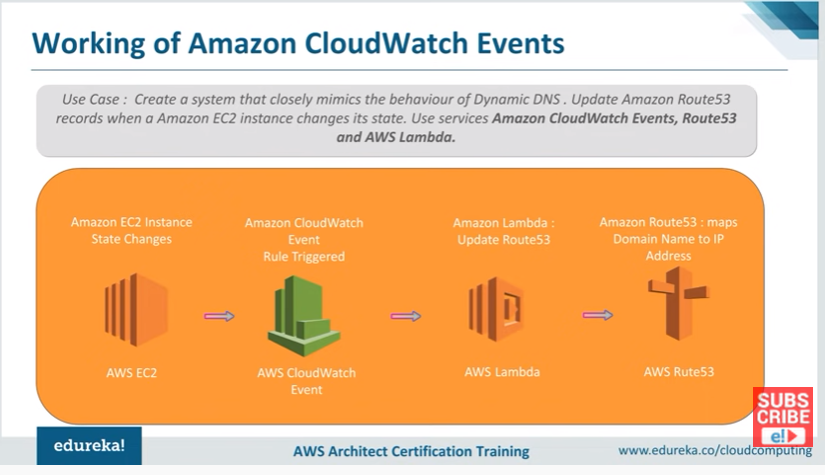 Working of Amazon CloudWatch Events
Use Case : Create a system that closely mimics the behaviour of Dynamic DNS . Update Amazon Route53
records when a Amazon EC2 instance changes its state. Use services Amazon CloudWatch Events, Route53
and AWS Lambda.
Amazon EC2 Instance
State Changes
Amazon CloudWatch
Event
Rule Triggered
Amazon Lambda :
Update Route53
Amazon Route53 : maps
Domain Name to IP
Address
AWS EC2
AWS CloudWatch
Event
AWS Lambda
AWS Rute53
SUBS
CRIBE
e!
edureka!
AWS Architect Certification Training
www.edureka.co/cloudcomputing